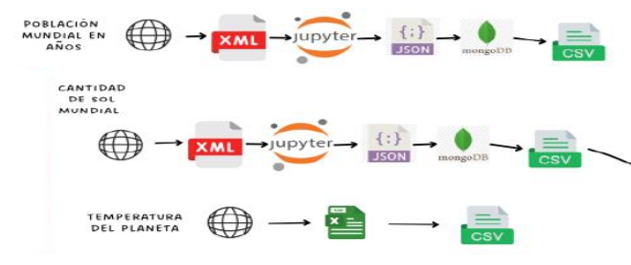 POBLACIÓN
MUNDIAL EN
AÑOS
XML
jupyter
{;}
JSON
mongoDB
CSV
CANTIDAD
DE SOL
MUNDIAL
XML
jupyter
{:}
JSON
mongoDB
CSV
TEMPERATURA
DEL PLANETA
X
CSV